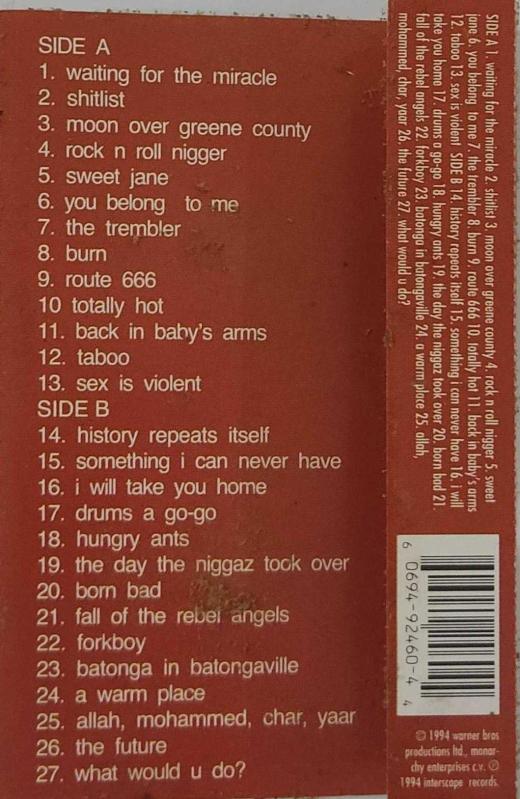 SIDE A
1. waiting for the miracle
2. shitlist
3. moon over greene county
4. rock n roll nigger
5. sweet jane
6. you belong to me
7. the trembler
8. burn
9. route 666
10 totally hot
11. back in baby's arms
12. taboo
13. sex is violent
SIDE B
14. history repeats itself
15. something i can never have
16. i will take you home
17. drums a go-go
18. hungry ants
19. the day the niggaz took over
20. born bad
21. fall of the rebel angels
22. forkboy
23. batonga in batongaville
24. a warm place
25. allah, mohammed, char, yaar
26. the future
27. what would u do?
SIDE A 1. waiting for the miracle 2. shitlist 3. moon over greene county 4. rock n roll nigger 5. sweet
jane 6. you belong to me 7. the trembler 8. burn 9. route 666 10. totally hot 11. back in baby's arms
12. taboo 13. sex is violent SIDE B 14. history repeats itself 15. something i can never have 16. i will
take you home 17. drums a go-go 18. hungry ants 19. the day the niggaz took over 20. born bad 21.
fall of the rebel angels 22. forkboy 23. batonga in batongaville 24. a warm place 25. allah,
mohammed, char, yaar 26. the future 27. what would u do?
6 0694-92460-4 4
© 1994 warner bros
productions ltd., monar-
chy enterprises c.v. ℗
1994 interscope records.